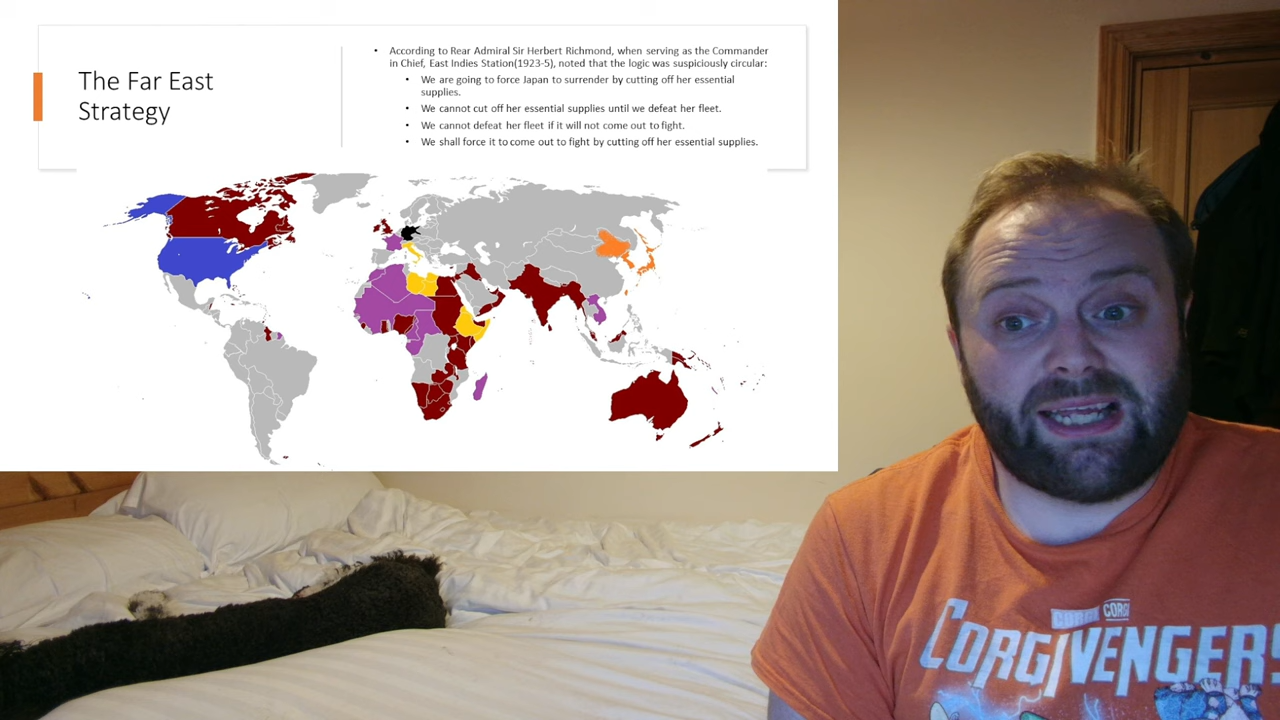 The Far East
Strategy
• According to Rear Admiral Sir Herbert Richmond, when serving as the Commander
in Chief, East Indies Station(1923-5), noted that the logic was suspiciously circular:
• We are going to force Japan to surrender by cutting off her essential
supplies.
• We cannot cut off her essential supplies until we defeat her fleet.
• We cannot defeat her fleet if it will not come out to fight.
• We shall force it to come out to fight by cutting off her essential supplies.
CORGI CORGI
CORGIVENGERS